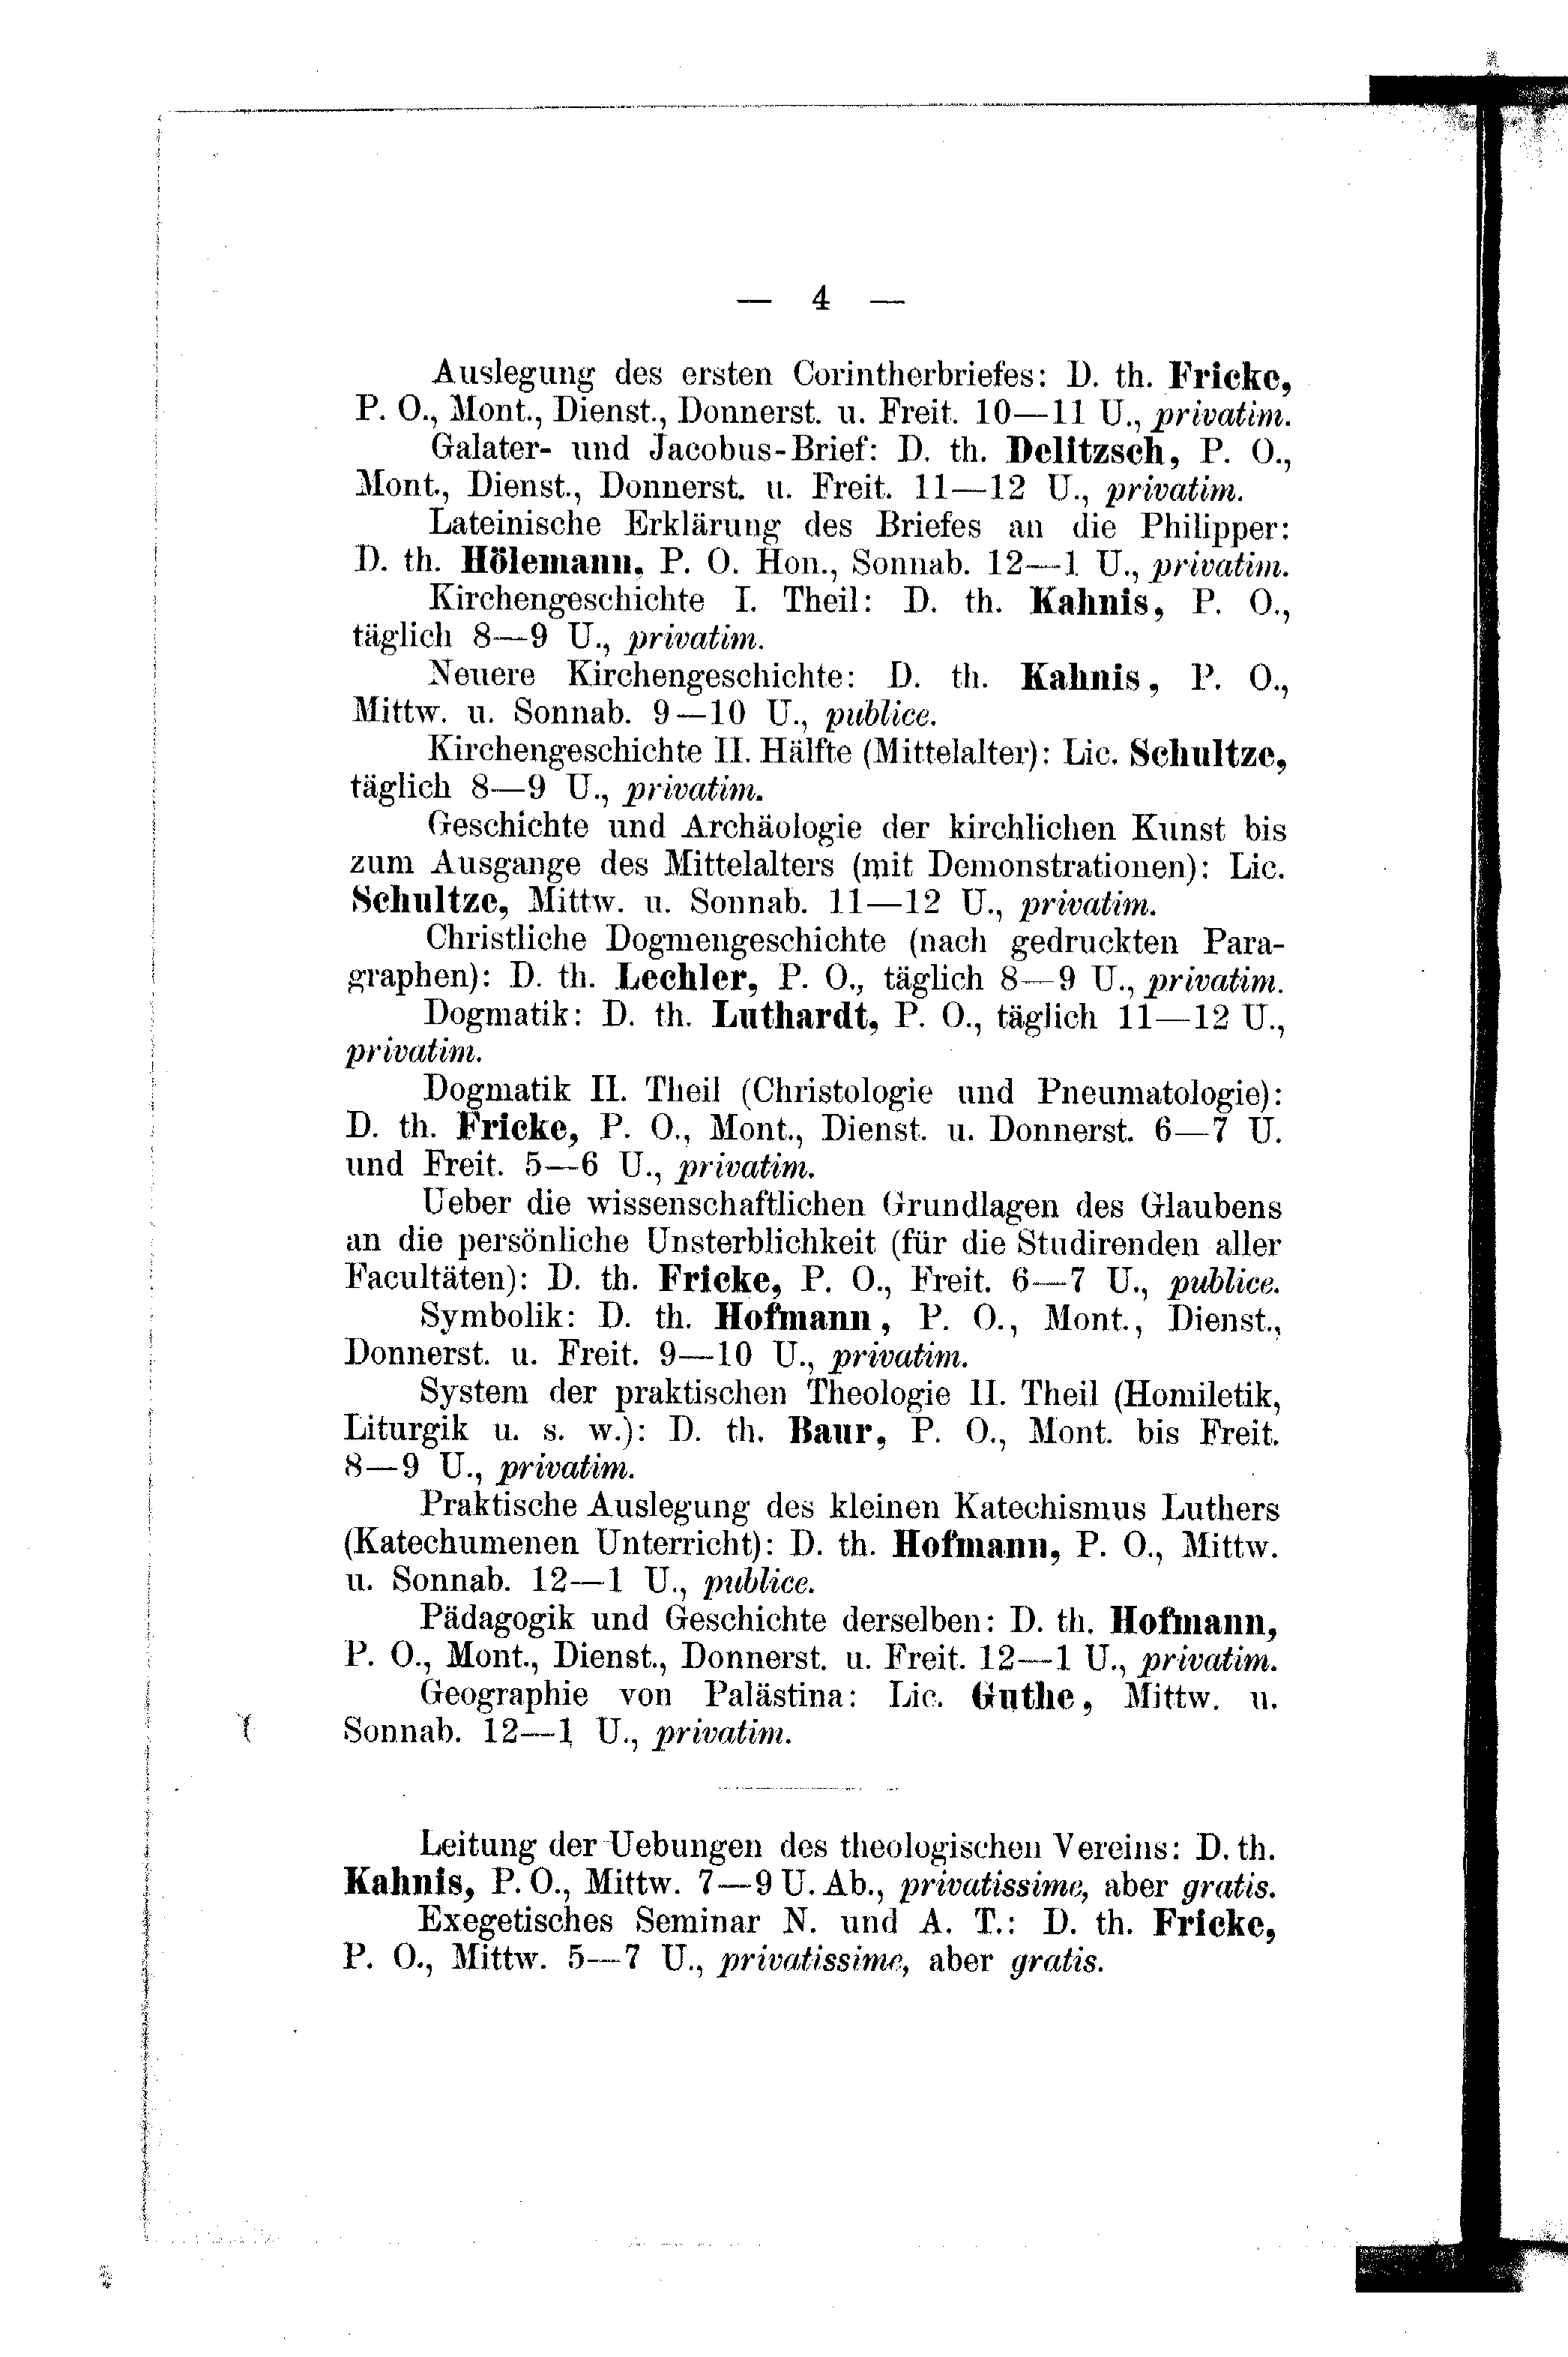 — 4 —
Auslegung des ersten Corintherbriefes: D. th. Fricke,
P. O., Mont., Dienst., Donnerst. u. Freit. 10—11 U., privatim.
Galater- und Jacobus-Brief: D. th. Delitzsch, P. O.,
Mont., Dienst., Donnerst. u. Freit. 11—12 U., privatim.
Lateinische Erklärung des Briefes an die Philipper:
D. th. Hölemann, P. O. Hon., Sonnab. 12—1 U., privatim.
Kirchengeschichte I. Theil: D. th. Kahnis, P. O.,
täglich 8—9 U., privatim.
Neuere Kirchengeschichte: D. th. Kahnis, P. O.,
Mittw. u. Sonnab. 9—10 U., publice.
Kirchengeschichte II. Hälfte (Mittelalter): Lic. Schultze,
täglich 8—9 U., privatim.
Geschichte und Archäologie der kirchlichen Kunst bis
zum Ausgange des Mittelalters (mit Demonstrationen): Lic.
Schultze, Mittw. u. Sonnab. 11—12 U., privatim.
Christliche Dogmengeschichte (nach gedruckten Para-
graphen): D. th. Lechler, P. O., täglich 8—9 U., privatim.
Dogmatik: D. th. Luthardt, P. O., täglich 11—12 U.,
privatim.
Dogmatik II. Theil (Christologie und Pneumatologie):
D. th. Fricke, P. O., Mont., Dienst. u. Donnerst. 6—7 U.
und Freit. 5—6 U., privatim.
Ueber die wissenschaftlichen Grundlagen des Glaubens
an die persönliche Unsterblichkeit (für die Studirenden aller
Facultäten): D. th. Fricke, P. O., Freit. 6—7 U., publice.
Symbolik: D. th. Hofmann, P. O., Mont., Dienst.,
Donnerst. u. Freit. 9—10 U., privatim.
System der praktischen Theologie II. Theil (Homiletik,
Liturgik u. s. w.): D. th. Baur, P. O., Mont. bis Freit.
8—9 U., privatim.
Praktische Auslegung des kleinen Katechismus Luthers
(Katechumenen Unterricht): D. th. Hofmann, P. O., Mittw.
u. Sonnab. 12—1 U., publice.
Pädagogik und Geschichte derselben: D. th. Hofmann,
P. O., Mont., Dienst., Donnerst. u. Freit. 12—1 U., privatim.
Geographie von Palästina: Lic. Guthe, Mittw. u.
Sonnab. 12—1 U., privatim.
Leitung der Uebungen des theologischen Vereins: D. th.
Kahnis, P. O., Mittw. 7—9 U. Ab., privatissime, aber gratis.
Exegetisches Seminar N. und A. T.: D. th. Fricke,
P. O., Mittw. 5—7 U., privatissime, aber gratis.